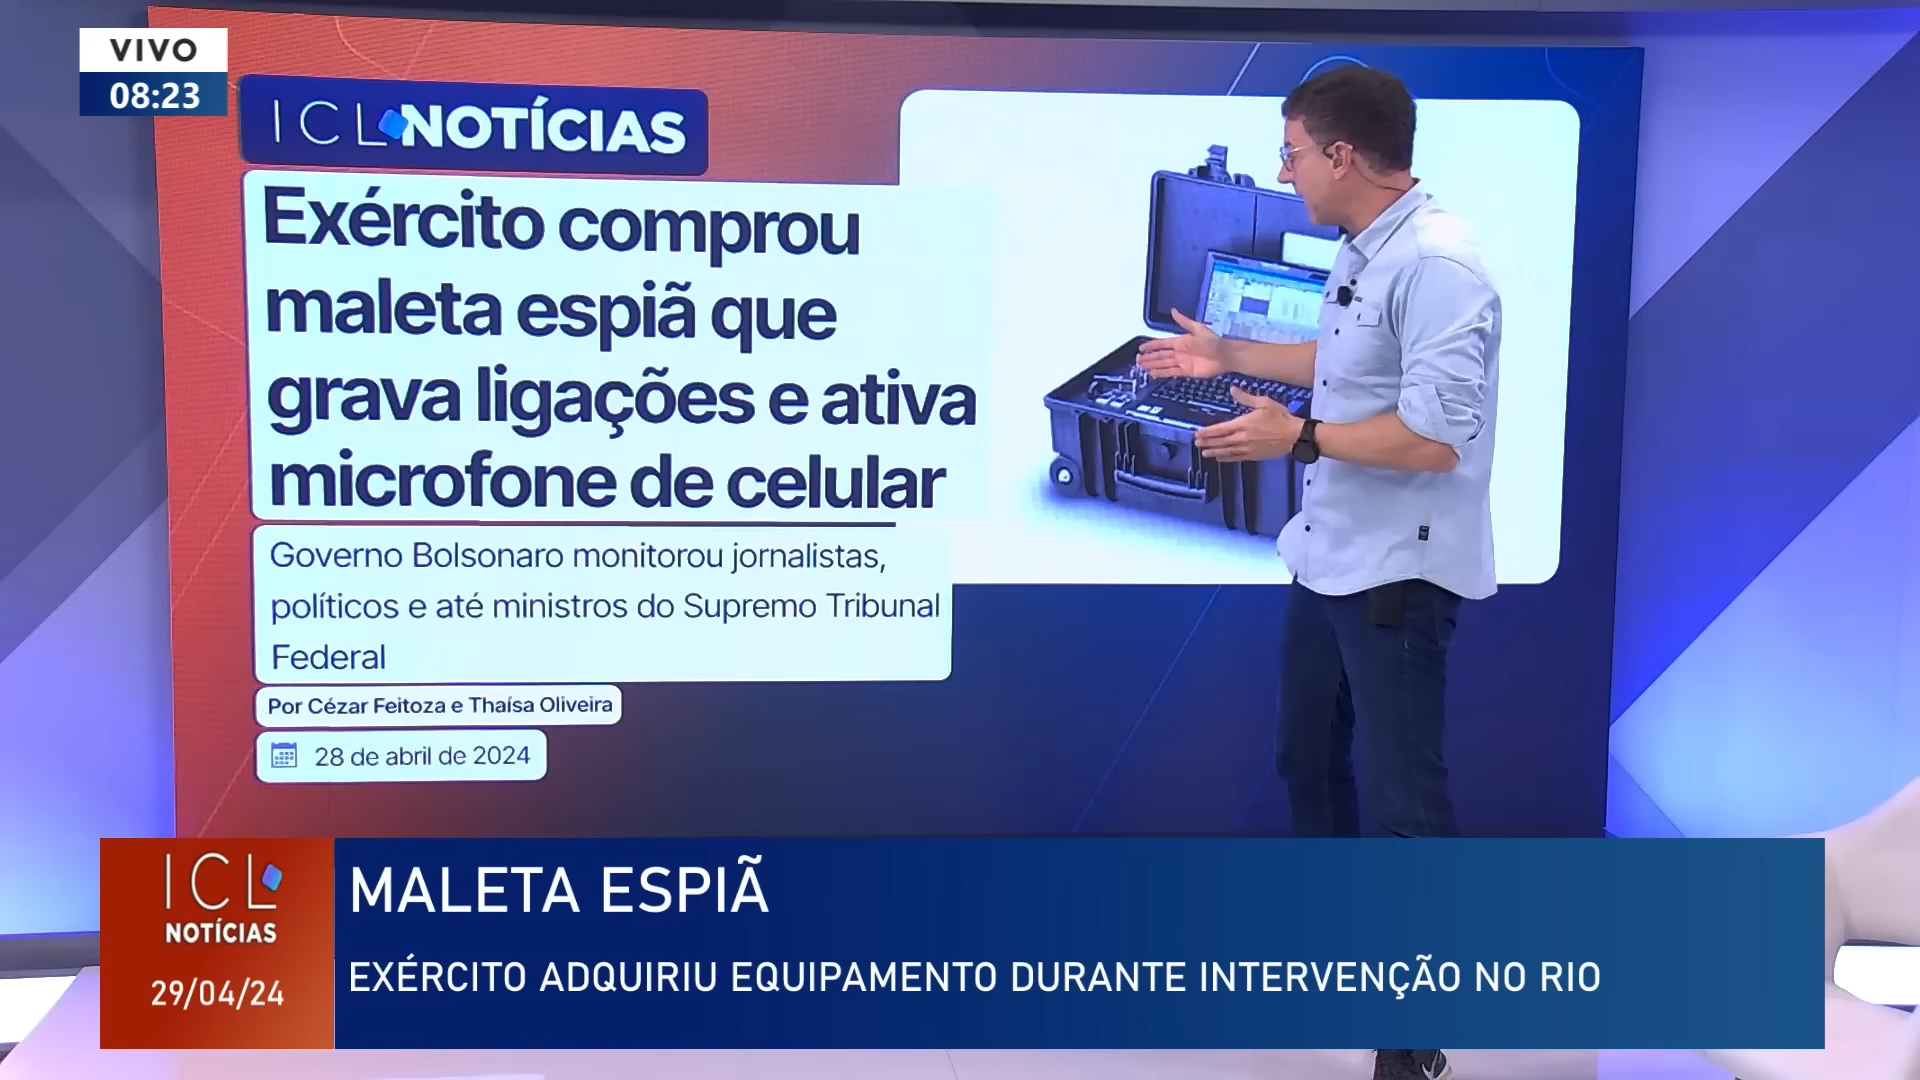 VIVO
08:23
ICL NOTÍCIAS
Exército comprou
maleta espiã que
grava ligações e ativa
microfone de celular
Governo Bolsonaro monitorou jornalistas,
políticos e até ministros do Supremo Tribunal
Federal
Por Cézar Feitoza e Thaísa Oliveira
28 de abril de 2024
ICL
NOTÍCIAS
29/04/24
MALETA ESPIÃ
EXÉRCITO ADQUIRIU EQUIPAMENTO DURANTE INTERVENÇÃO NO RIO